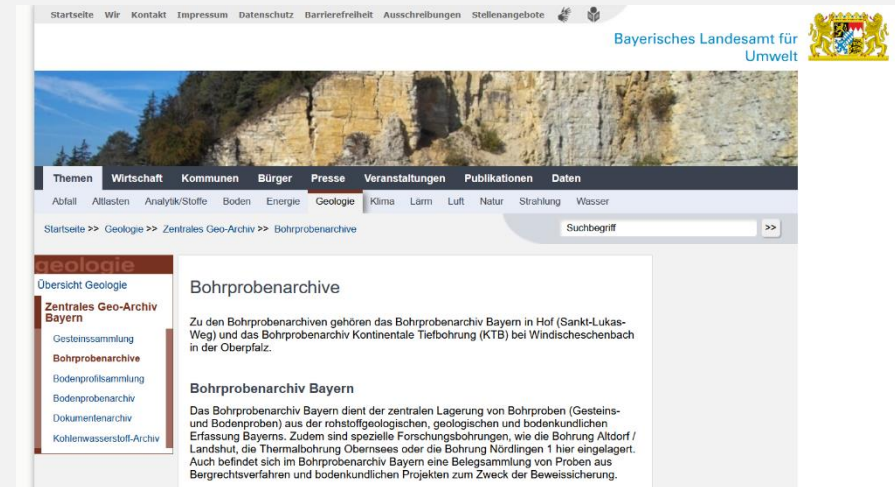 Startseite Wir Kontakt Impressum Datenschutz Barrierefreiheit Ausschreibungen Stellenangebote
Bayerisches Landesamt für
Umwelt
Themen Wirtschaft Kommunen Bürger Presse Veranstaltungen Publikationen Daten
Abfall Altlasten Analytik/Stoffe Boden Energie Geologie Klima Lärm Luft Natur Strahlung Wasser
Startseite >> Geologie >> Zentrales Geo-Archiv >> Bohrprobenarchive
Suchbegriff >>
geologie
Übersicht Geologie
Zentrales Geo-Archiv
Bayern
Gesteinssammlung
Bohrprobenarchive
Bodenprofilsammlung
Bodenprobenarchiv
Dokumentenarchiv
Kohlenwasserstoff-Archiv
Bohrprobenarchive
Zu den Bohrprobenarchiven gehören das Bohrprobenarchiv Bayern in Hof (Sankt-Lukas-
Weg) und das Bohrprobenarchiv Kontinentale Tiefbohrung (KTB) bei Windischeschenbach
in der Oberpfalz.
Bohrprobenarchiv Bayern
Das Bohrprobenarchiv Bayern dient der zentralen Lagerung von Bohrproben (Gesteins-
und Bodenproben) aus der rohstoffgeologischen, geologischen und bodenkundlichen
Erfassung Bayerns. Zudem sind spezielle Forschungsbohrungen, wie die Bohrung Altdorf /
Landshut, die Thermalbohrung Obernsees oder die Bohrung Nördlingen 1 hier eingelagert.
Auch befindet sich im Bohrprobenarchiv Bayern eine Belegsammlung von Proben aus
Bergrechtsverfahren und bodenkundlichen Projekten zum Zweck der Beweissicherung.